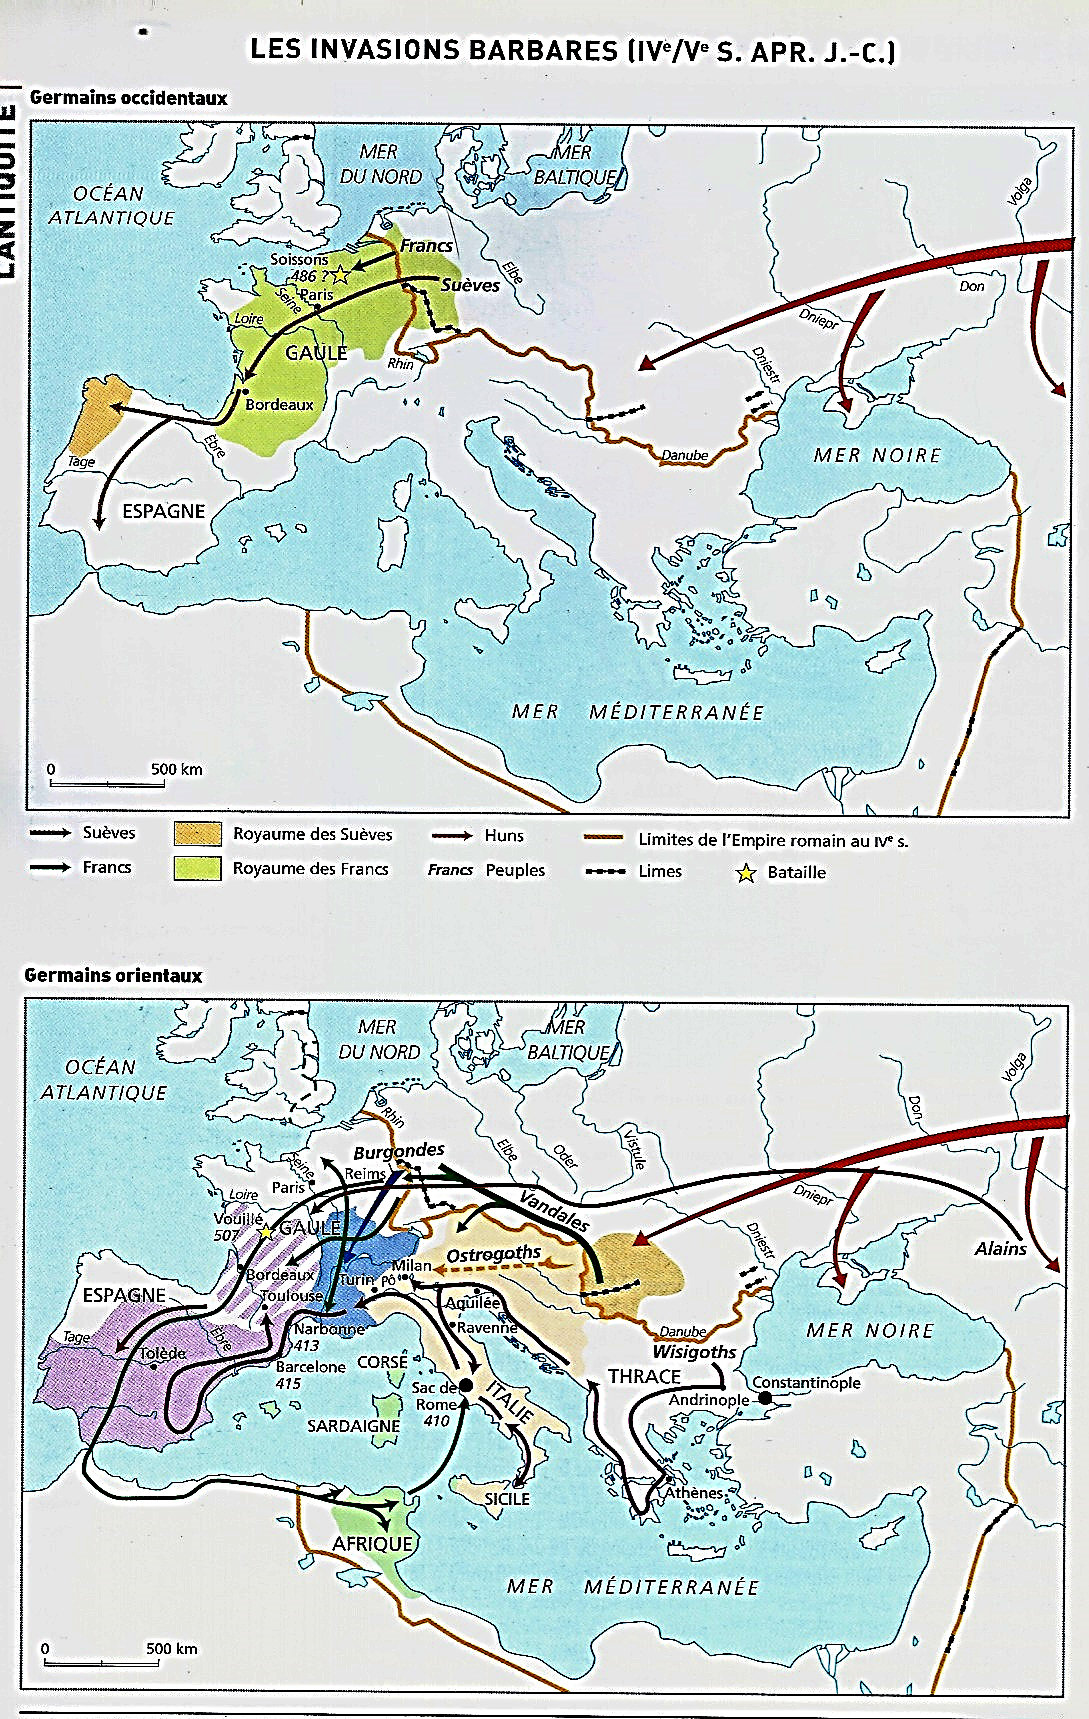 LES INVASIONS BARBARES (IVe/Ve S. APR. J.-C.)
L'ANTIQUITÉ
Germains occidentaux
OCÉAN
ATLANTIQUE
MER
DU NORD
MER
BALTIQUE
Volga
Elbe
Francs
Soissons
486 ?
Suèves
Seine
Paris
Loire
GAULE
Rhin
Bordeaux
Don
Dniepr
Dniestr
Danube
MER NOIRE
Ebre
Tage
ESPAGNE
MER MÉDITERRANÉE
0 500 km
Suèves
Royaume des Suèves
Huns
Limites de l'Empire romain au IVe s.
Francs
Royaume des Francs
Francs Peuples
Limes
Bataille
Germains orientaux
OCÉAN
ATLANTIQUE
MER
DU NORD
MER
BALTIQUE
Volga
Don
Rhin
Burgondes
Elbe
Oder
Vistule
Seine
Reims
Paris
Loire
Vandales
Dniepr
Vouillé
507
GAULE
Ostrogoths
Dniestr
Alains
Milan
Bordeaux
Turin
Pô
ESPAGNE
Toulouse
Aquilée
Ravenne
Narbonne
413
Danube
MER NOIRE
Tage
Ebre
Tolède
Wisigoths
Barcelone
415
CORSE
THRACE
Constantinople
Andrinople
Sac de
Rome
410
ITALIE
SARDAIGNE
SICILE
Athènes
AFRIQUE
MER MÉDITERRANÉE
0 500 km